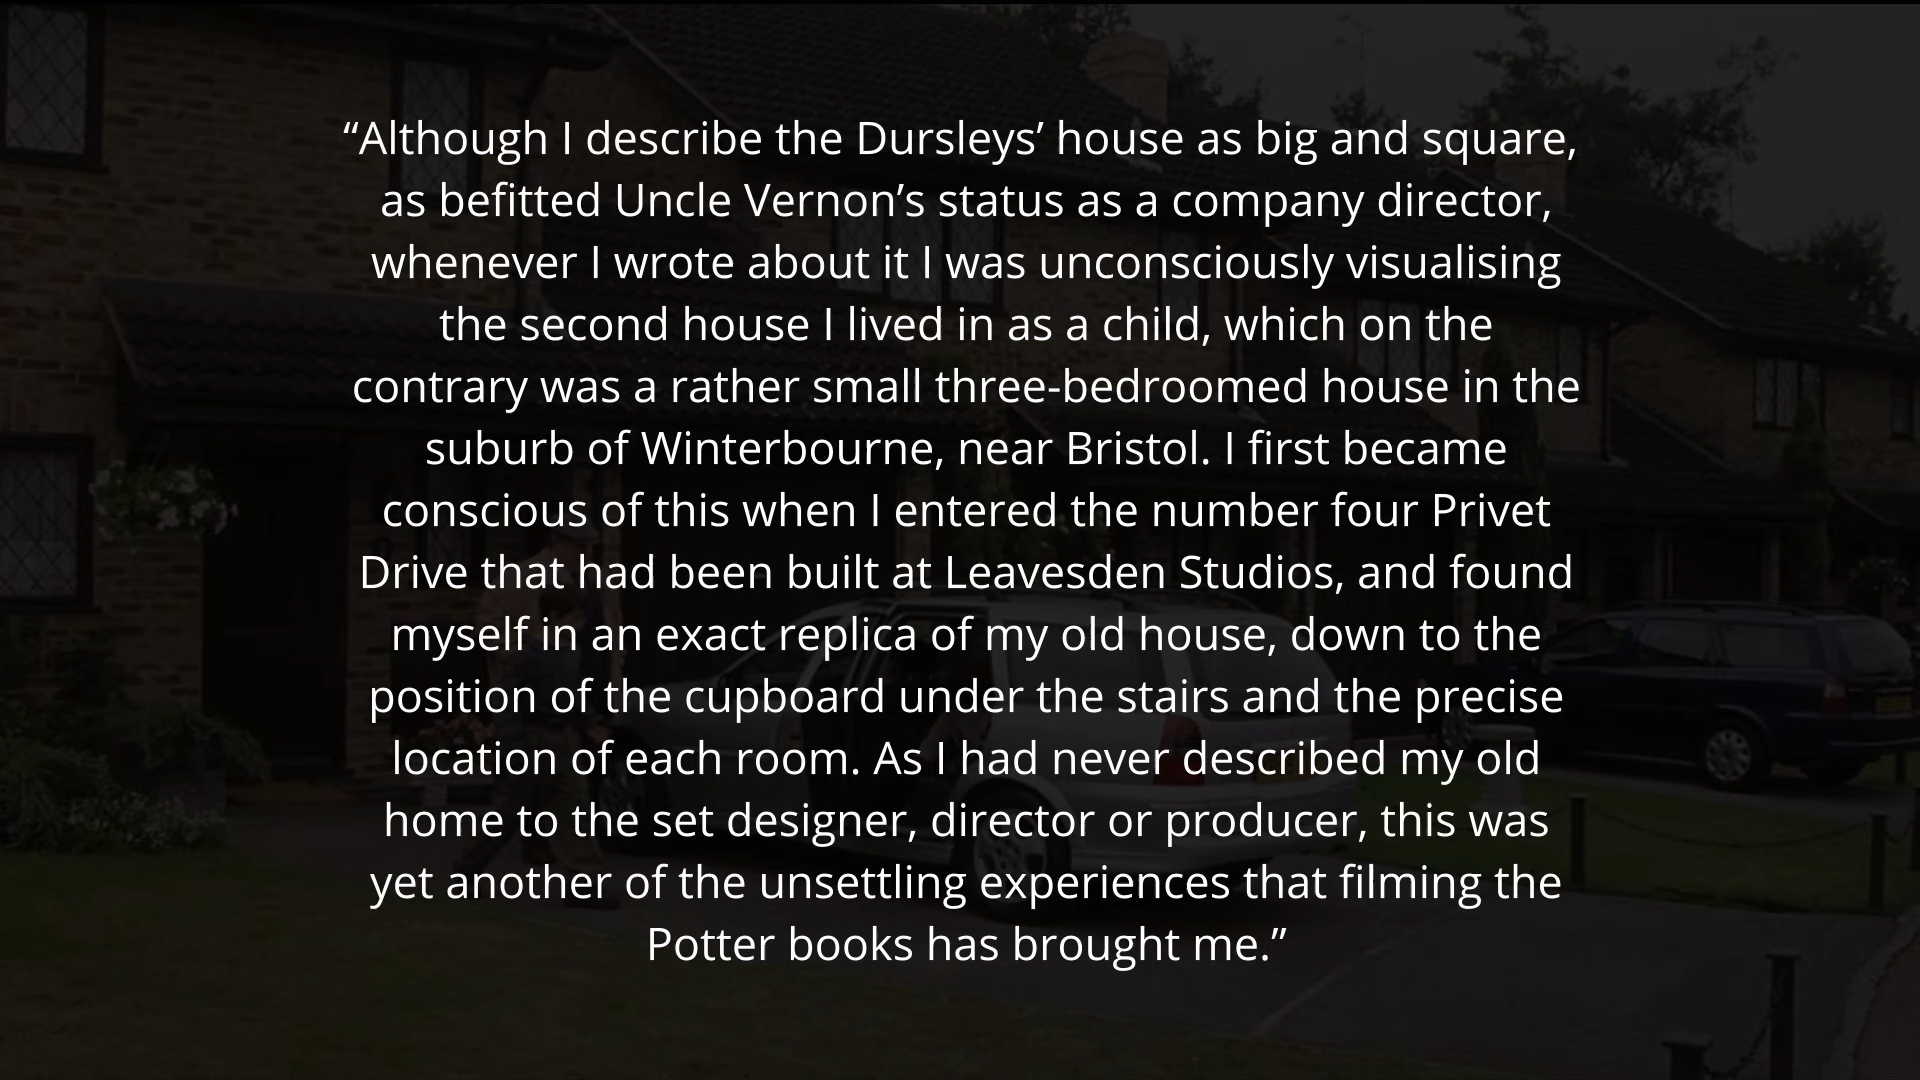 “Although I describe the Dursleys’ house as big and square,
as befitted Uncle Vernon’s status as a company director,
whenever I wrote about it I was unconsciously visualising
the second house I lived in as a child, which on the
contrary was a rather small three-bedroomed house in the
suburb of Winterbourne, near Bristol. I first became
conscious of this when I entered the number four Privet
Drive that had been built at Leavesden Studios, and found
myself in an exact replica of my old house, down to the
position of the cupboard under the stairs and the precise
location of each room. As I had never described my old
home to the set designer, director or producer, this was
yet another of the unsettling experiences that filming the
Potter books has brought me.”